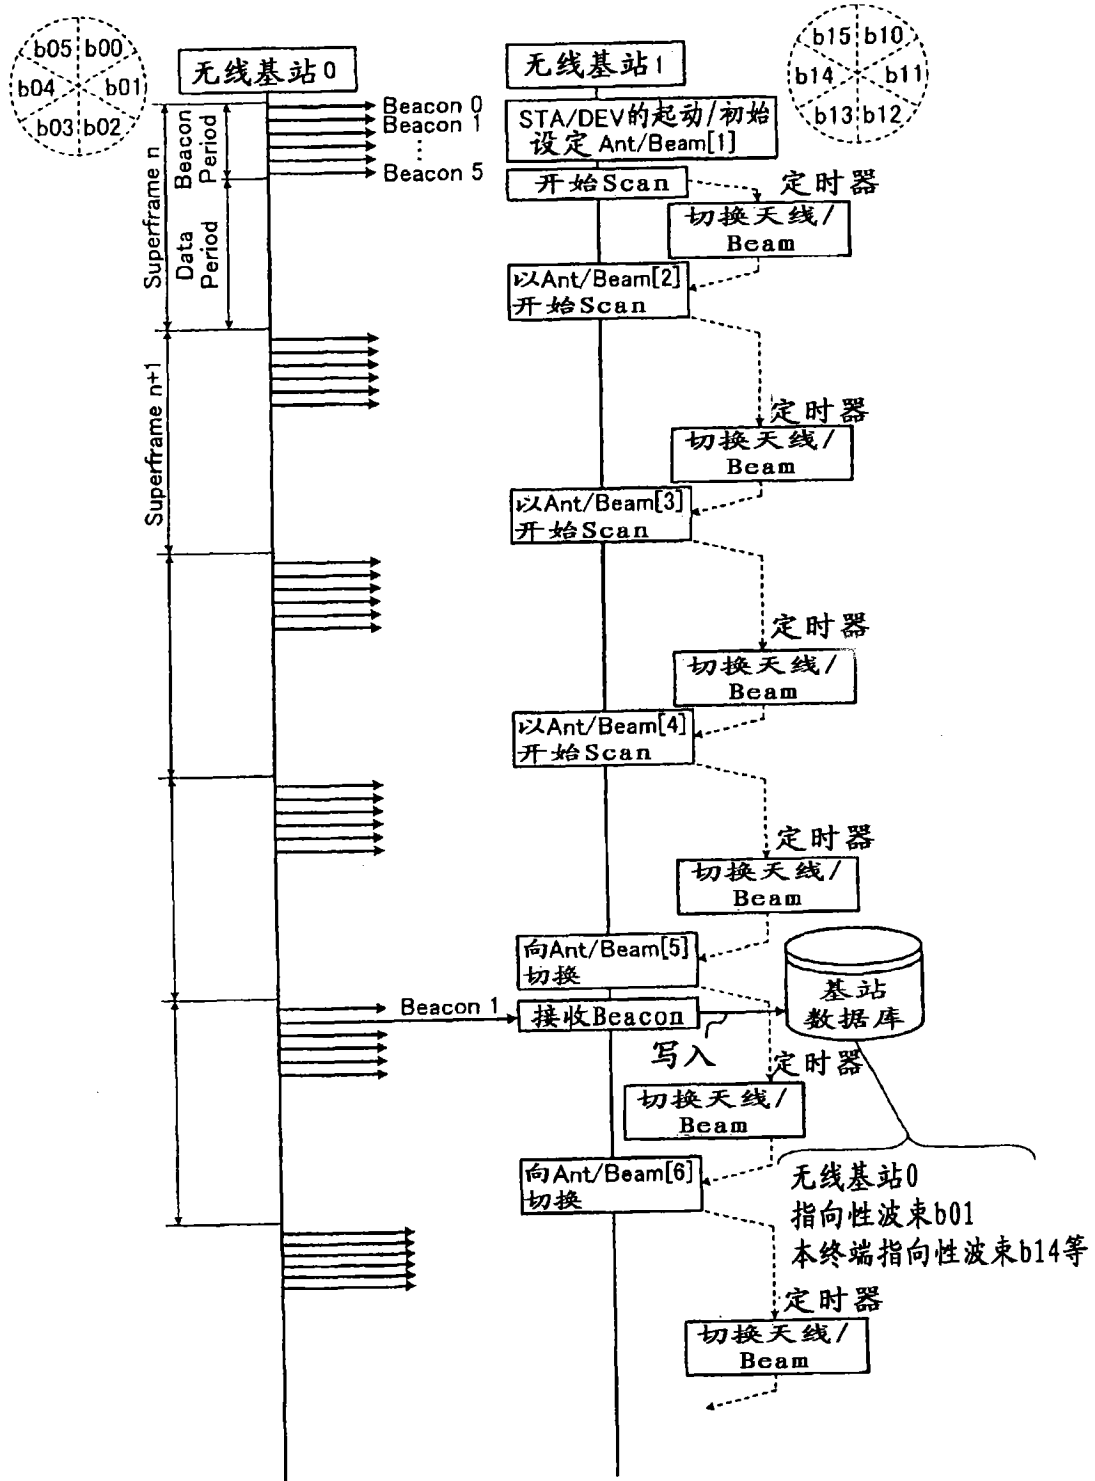 b05 b00
b04 b01
b03 b02
无线基站0
无线基站1
b15 b10
b14 b11
b13 b12
Superframe n
Beacon
Period
Data
Period
Beacon 0
Beacon 1
⋮
Beacon 5
STA/DEV的起动/初始
设定 Ant/Beam[1]
开始Scan
定时器
切换天线/
Beam
以Ant/Beam[2]
开始Scan
Superframe n+1
定时器
切换天线/
Beam
以Ant/Beam[3]
开始Scan
定时器
切换天线/
Beam
以Ant/Beam[4]
开始Scan
定时器
切换天线/
Beam
向Ant/Beam[5]
切换
Beacon 1
接收Beacon
写入
基站
数据库
定时器
切换天线/
Beam
向Ant/Beam[6]
切换
无线基站0
指向性波束b01
本终端指向性波束b14等
定时器
切换天线/
Beam